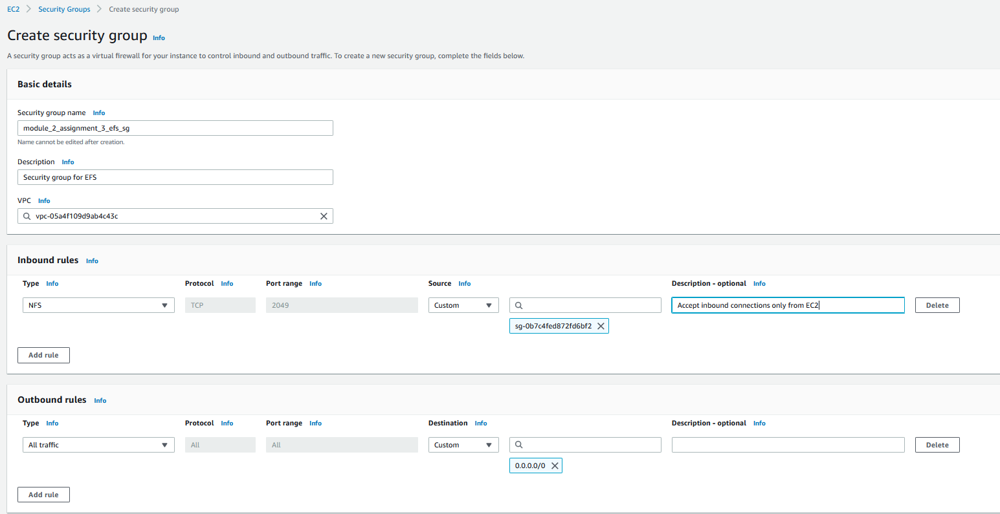 EC2 > Security Groups > Create security group
Create security group Info
A security group acts as a virtual firewall for your instance to control inbound and outbound traffic. To create a new security group, complete the fields below.
Basic details
Security group name Info
module_2_assignment_3_efs_sg
Name cannot be edited after creation.
Description Info
Security group for EFS
VPC Info
vpc-05a4f109d9ab4c43c
Inbound rules Info
Type Info Protocol Info Port range Info Source Info Description - optional Info
NFS TCP 2049 Custom Accept inbound connections only from EC2 Delete
sg-0b7c4fed872fd6bf2
Add rule
Outbound rules Info
Type Info Protocol Info Port range Info Destination Info Description - optional Info
All traffic All All Custom Delete
0.0.0.0/0
Add rule